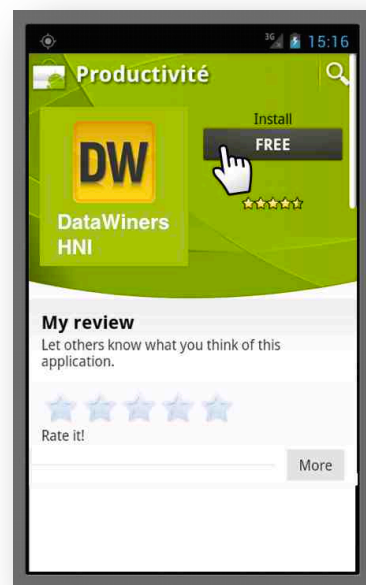 3G 15:16
Productivité
Install
FREE
DW
DataWiners
HNI
My review
Let others know what you think of this
application.
Rate it!
More